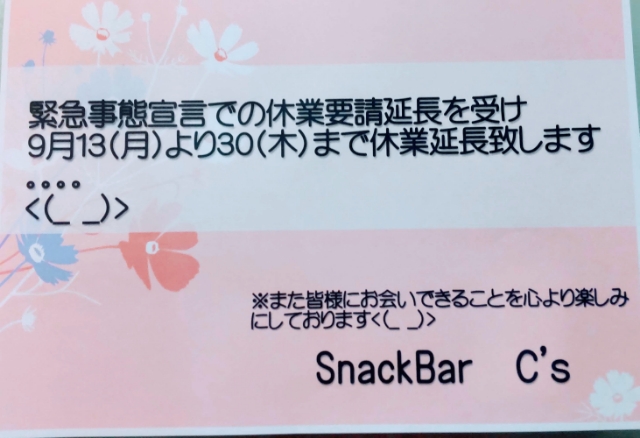 緊急事態宣言での休業要請延長を受け
9月13(月)より30(木)まで休業延長致します
。。。。
<(_ _)>
※また皆様にお会いできることを心より楽しみ
にしております<(_ _)>
SnackBar C's